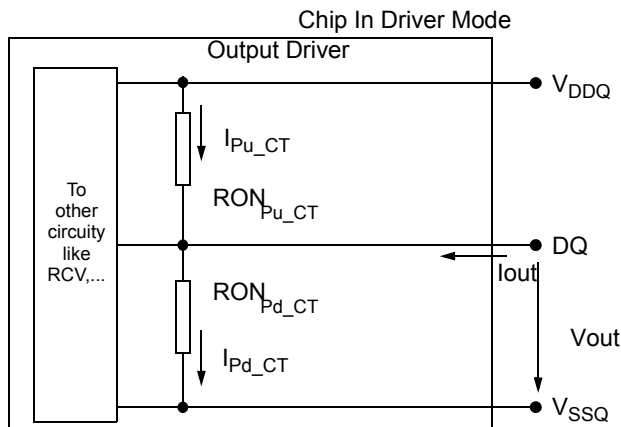 Chip In Driver Mode
Output Driver
VDDQ
IPu_CT
RONPu_CT
To
other
circuity
like
RCV,...
DQ
Iout
RONPd_CT
Vout
IPd_CT
VSSQ